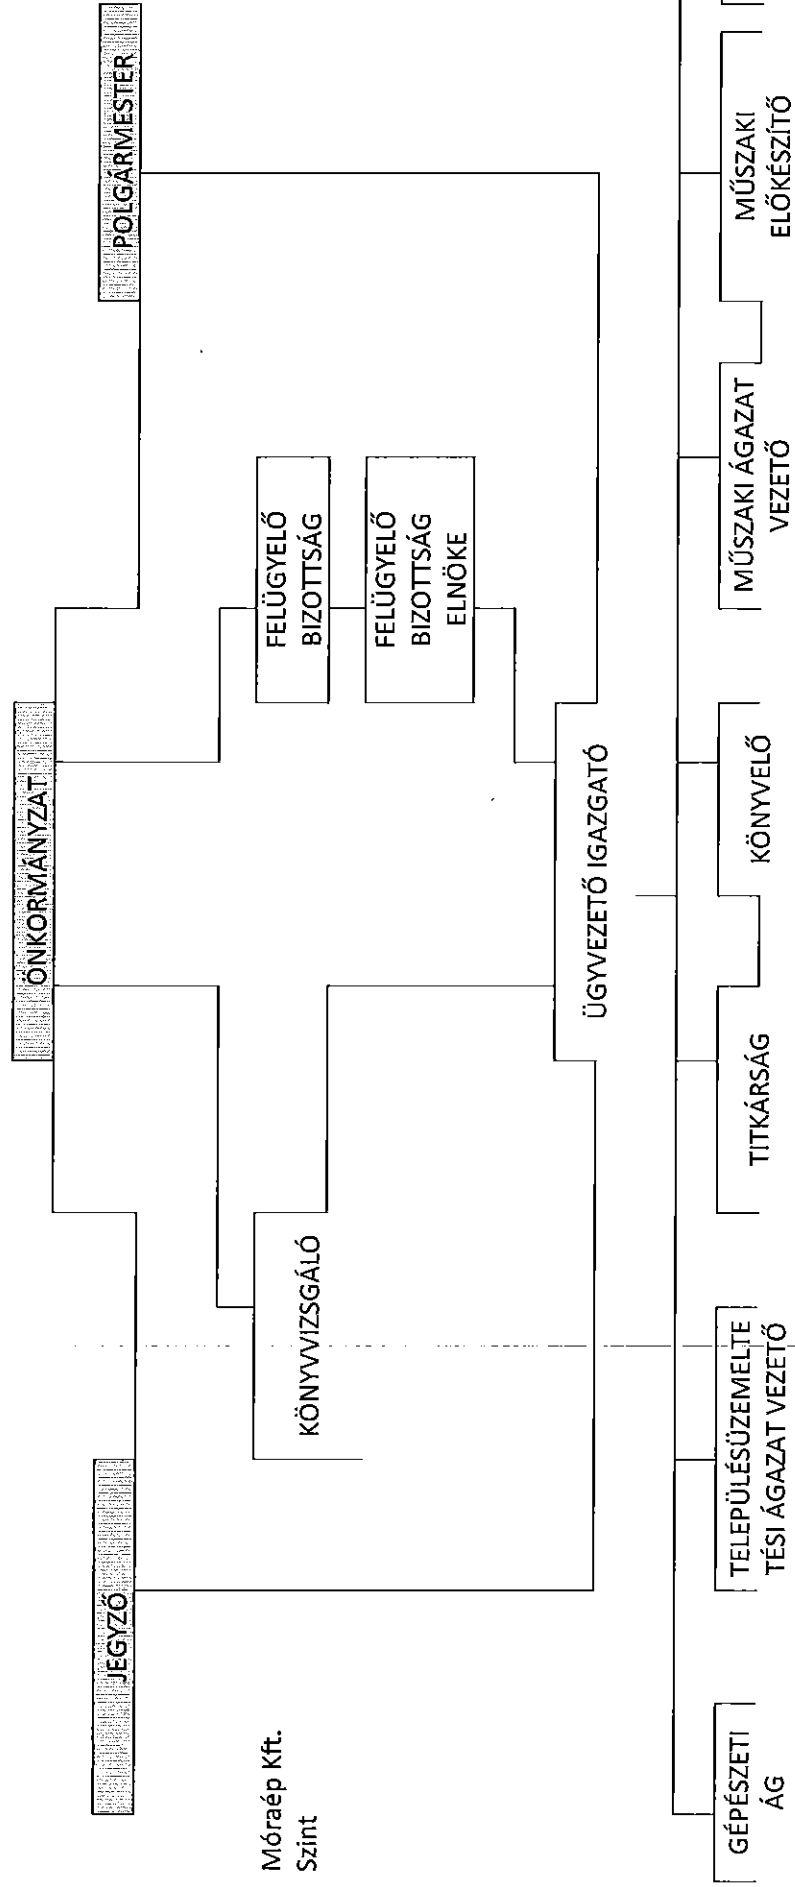 ÖNKORMÁNYZAT
JEGYZŐ
POLGÁRMESTER
Móraép Kft.
Szint
KÖNYVVIZSGÁLÓ
FELÜGYELŐ
BIZOTTSÁG
FELÜGYELŐ
BIZOTTSÁG
ELNÖKE
ÜGYVEZETŐ IGAZGATÓ
GÉPÉSZETI
ÁG
TELEPÜLÉSÜZEMELTE
TÉSI ÁGAZAT VEZETŐ
TITKÁRSÁG
KÖNYVELŐ
MŰSZAKI ÁGAZAT
VEZETŐ
MŰSZAKI
ELŐKÉSZÍTŐ